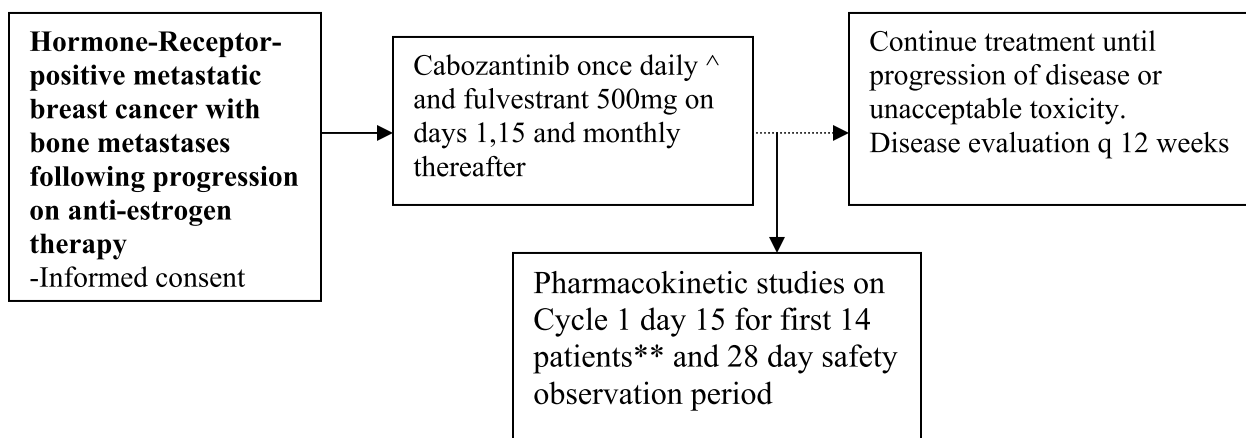 Hormone-Receptor-
positive metastatic
breast cancer with
bone metastases
following progression
on anti-estrogen
therapy
-Informed consent
Cabozantinib once daily ^
and fulvestrant 500mg on
days 1,15 and monthly
thereafter
Continue treatment until
progression of disease or
unacceptable toxicity.
Disease evaluation q 12 weeks
Pharmacokinetic studies on
Cycle 1 day 15 for first 14
patients** and 28 day safety
observation period